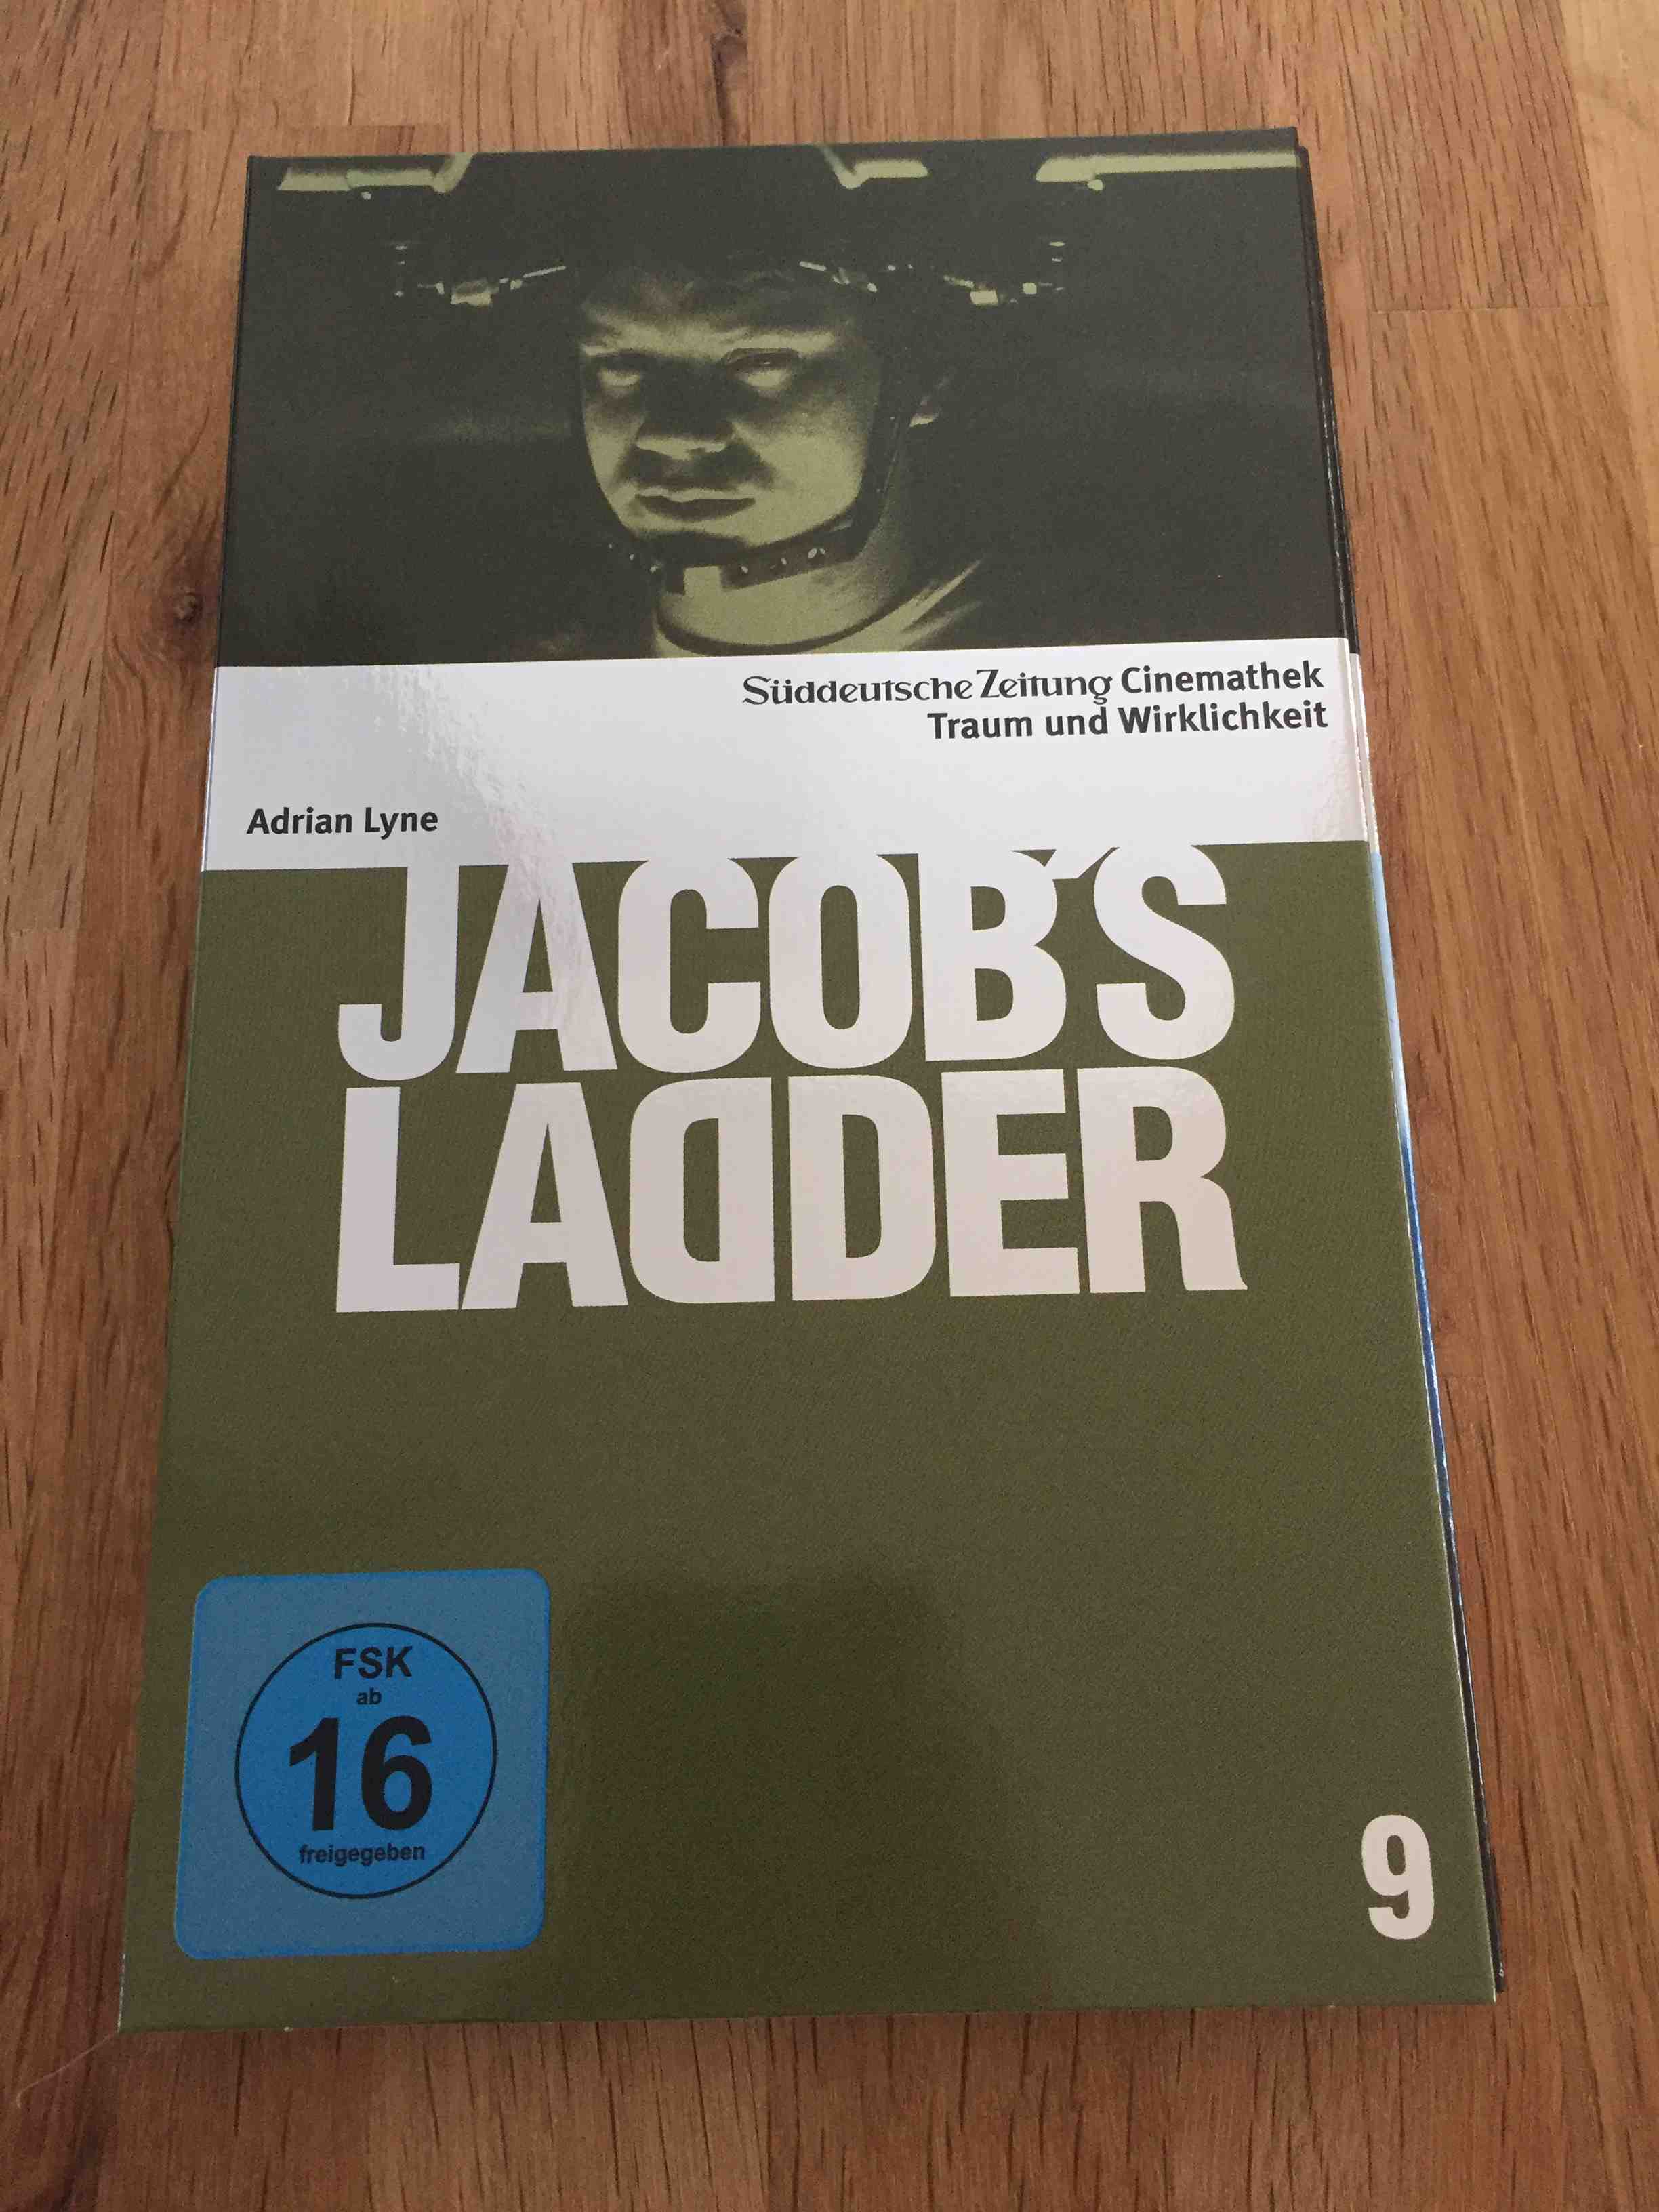 Süddeutsche Zeitung Cinemathek
Traum und Wirklichkeit
Adrian Lyne
JACOB'S
LADDER
FSK
ab
16
freigegeben
9